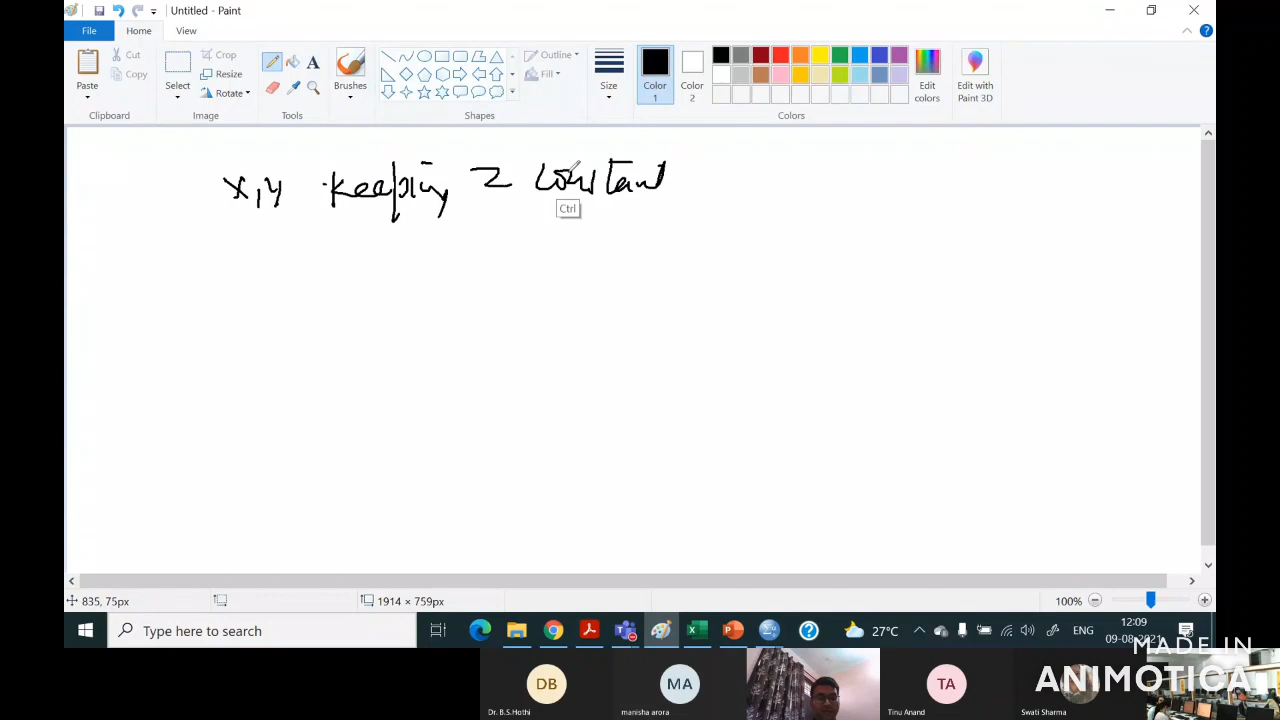 Untitled - Paint
File Home View
Paste
Cut
Copy
Clipboard
Select
Crop
Resize
Rotate
Image
Tools
Brushes
Shapes
Outline
Fill
Size
Color 1
Color 2
Colors
Edit colors
Edit with Paint 3D
x,y keeping z constant
Ctrl
835, 75px
1914 × 759px
100%
Type here to search
27°C
ENG
12:09
09-08-2021
MADE IN
ANIMOTICA
DB
Dr. B.S.Hothi
MA
manisha arora
TA
Tinu Anand
Swati Sharma